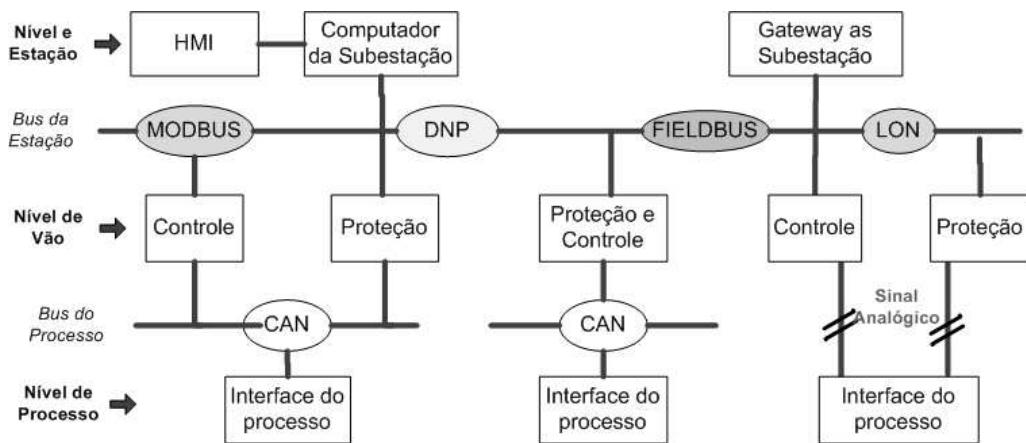 Nível e
Estação
HMI
Computador
da Subestação
Gateway as
Subestação
Bus da
Estação
MODBUS
DNP
FIELDBUS
LON
Nível de
Vão
Controle
Proteção
Proteção e
Controle
Controle
Proteção
Bus do
Processo
CAN
CAN
Sinal
Analógico
Nível de
Processo
Interface do
processo
Interface do
processo
Interface do
processo